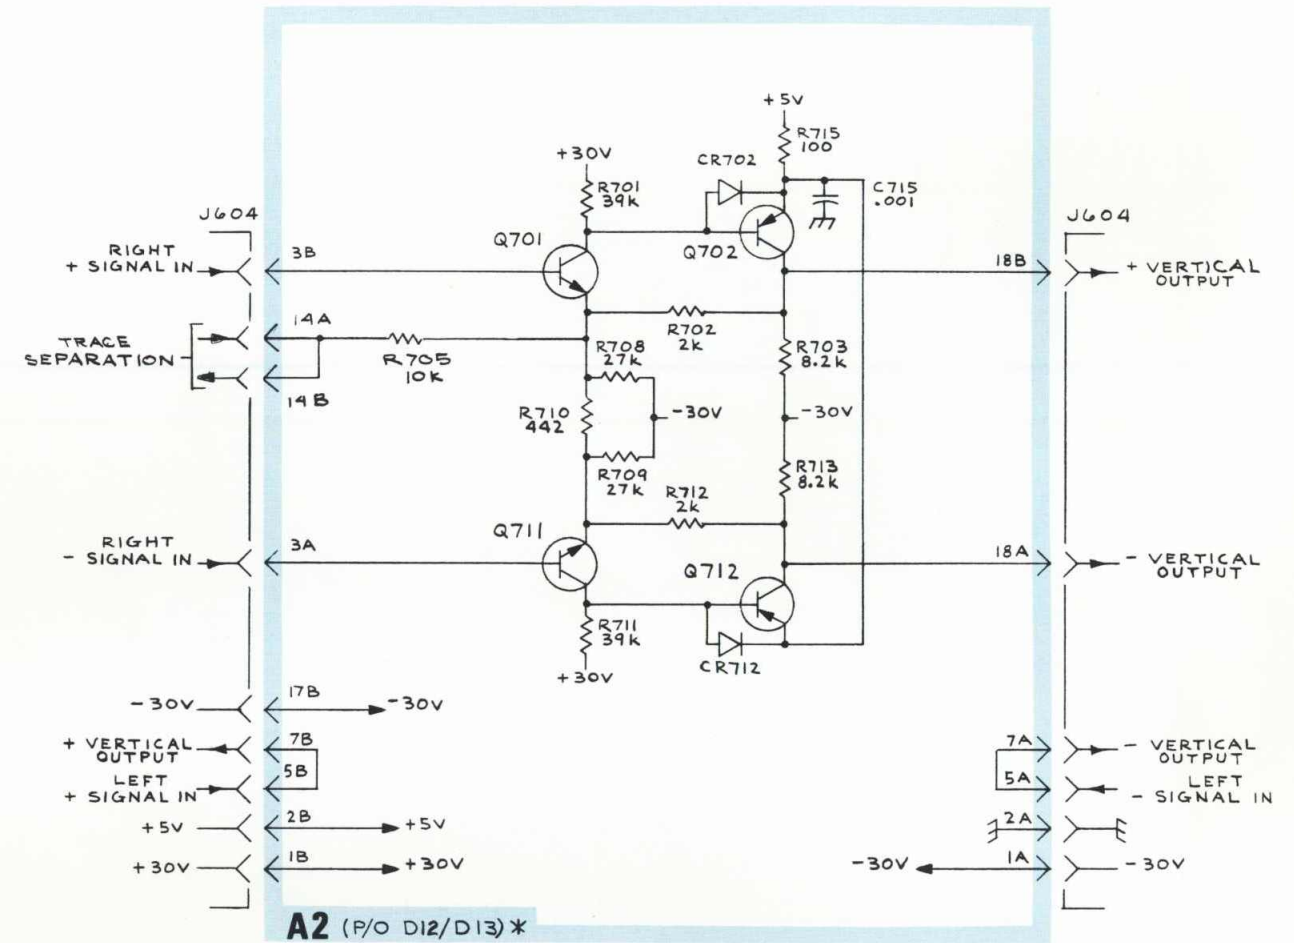 +5V
R715
100
CR702
+30V
R701
39K
C715
.001
J604
J604
Q701
Q702
RIGHT
+ SIGNAL IN
3B
18B
+ VERTICAL
OUTPUT
14A
R702
2K
TRACE
SEPARATION
R705
10K
R708
27K
R703
8.2K
14B
R710
442
-30V
-30V
R709
27K
R713
8.2K
R712
2K
Q711
RIGHT
- SIGNAL IN
3A
Q712
18A
- VERTICAL
OUTPUT
R711
39K
CR712
+30V
-30V
17B
-30V
+ VERTICAL
OUTPUT
7B
7A
- VERTICAL
OUTPUT
LEFT
+ SIGNAL IN
5B
5A
LEFT
- SIGNAL IN
+5V
2B
+5V
2A
+30V
1B
+30V
-30V
1A
-30V
A2 (P/O D12/D13)*